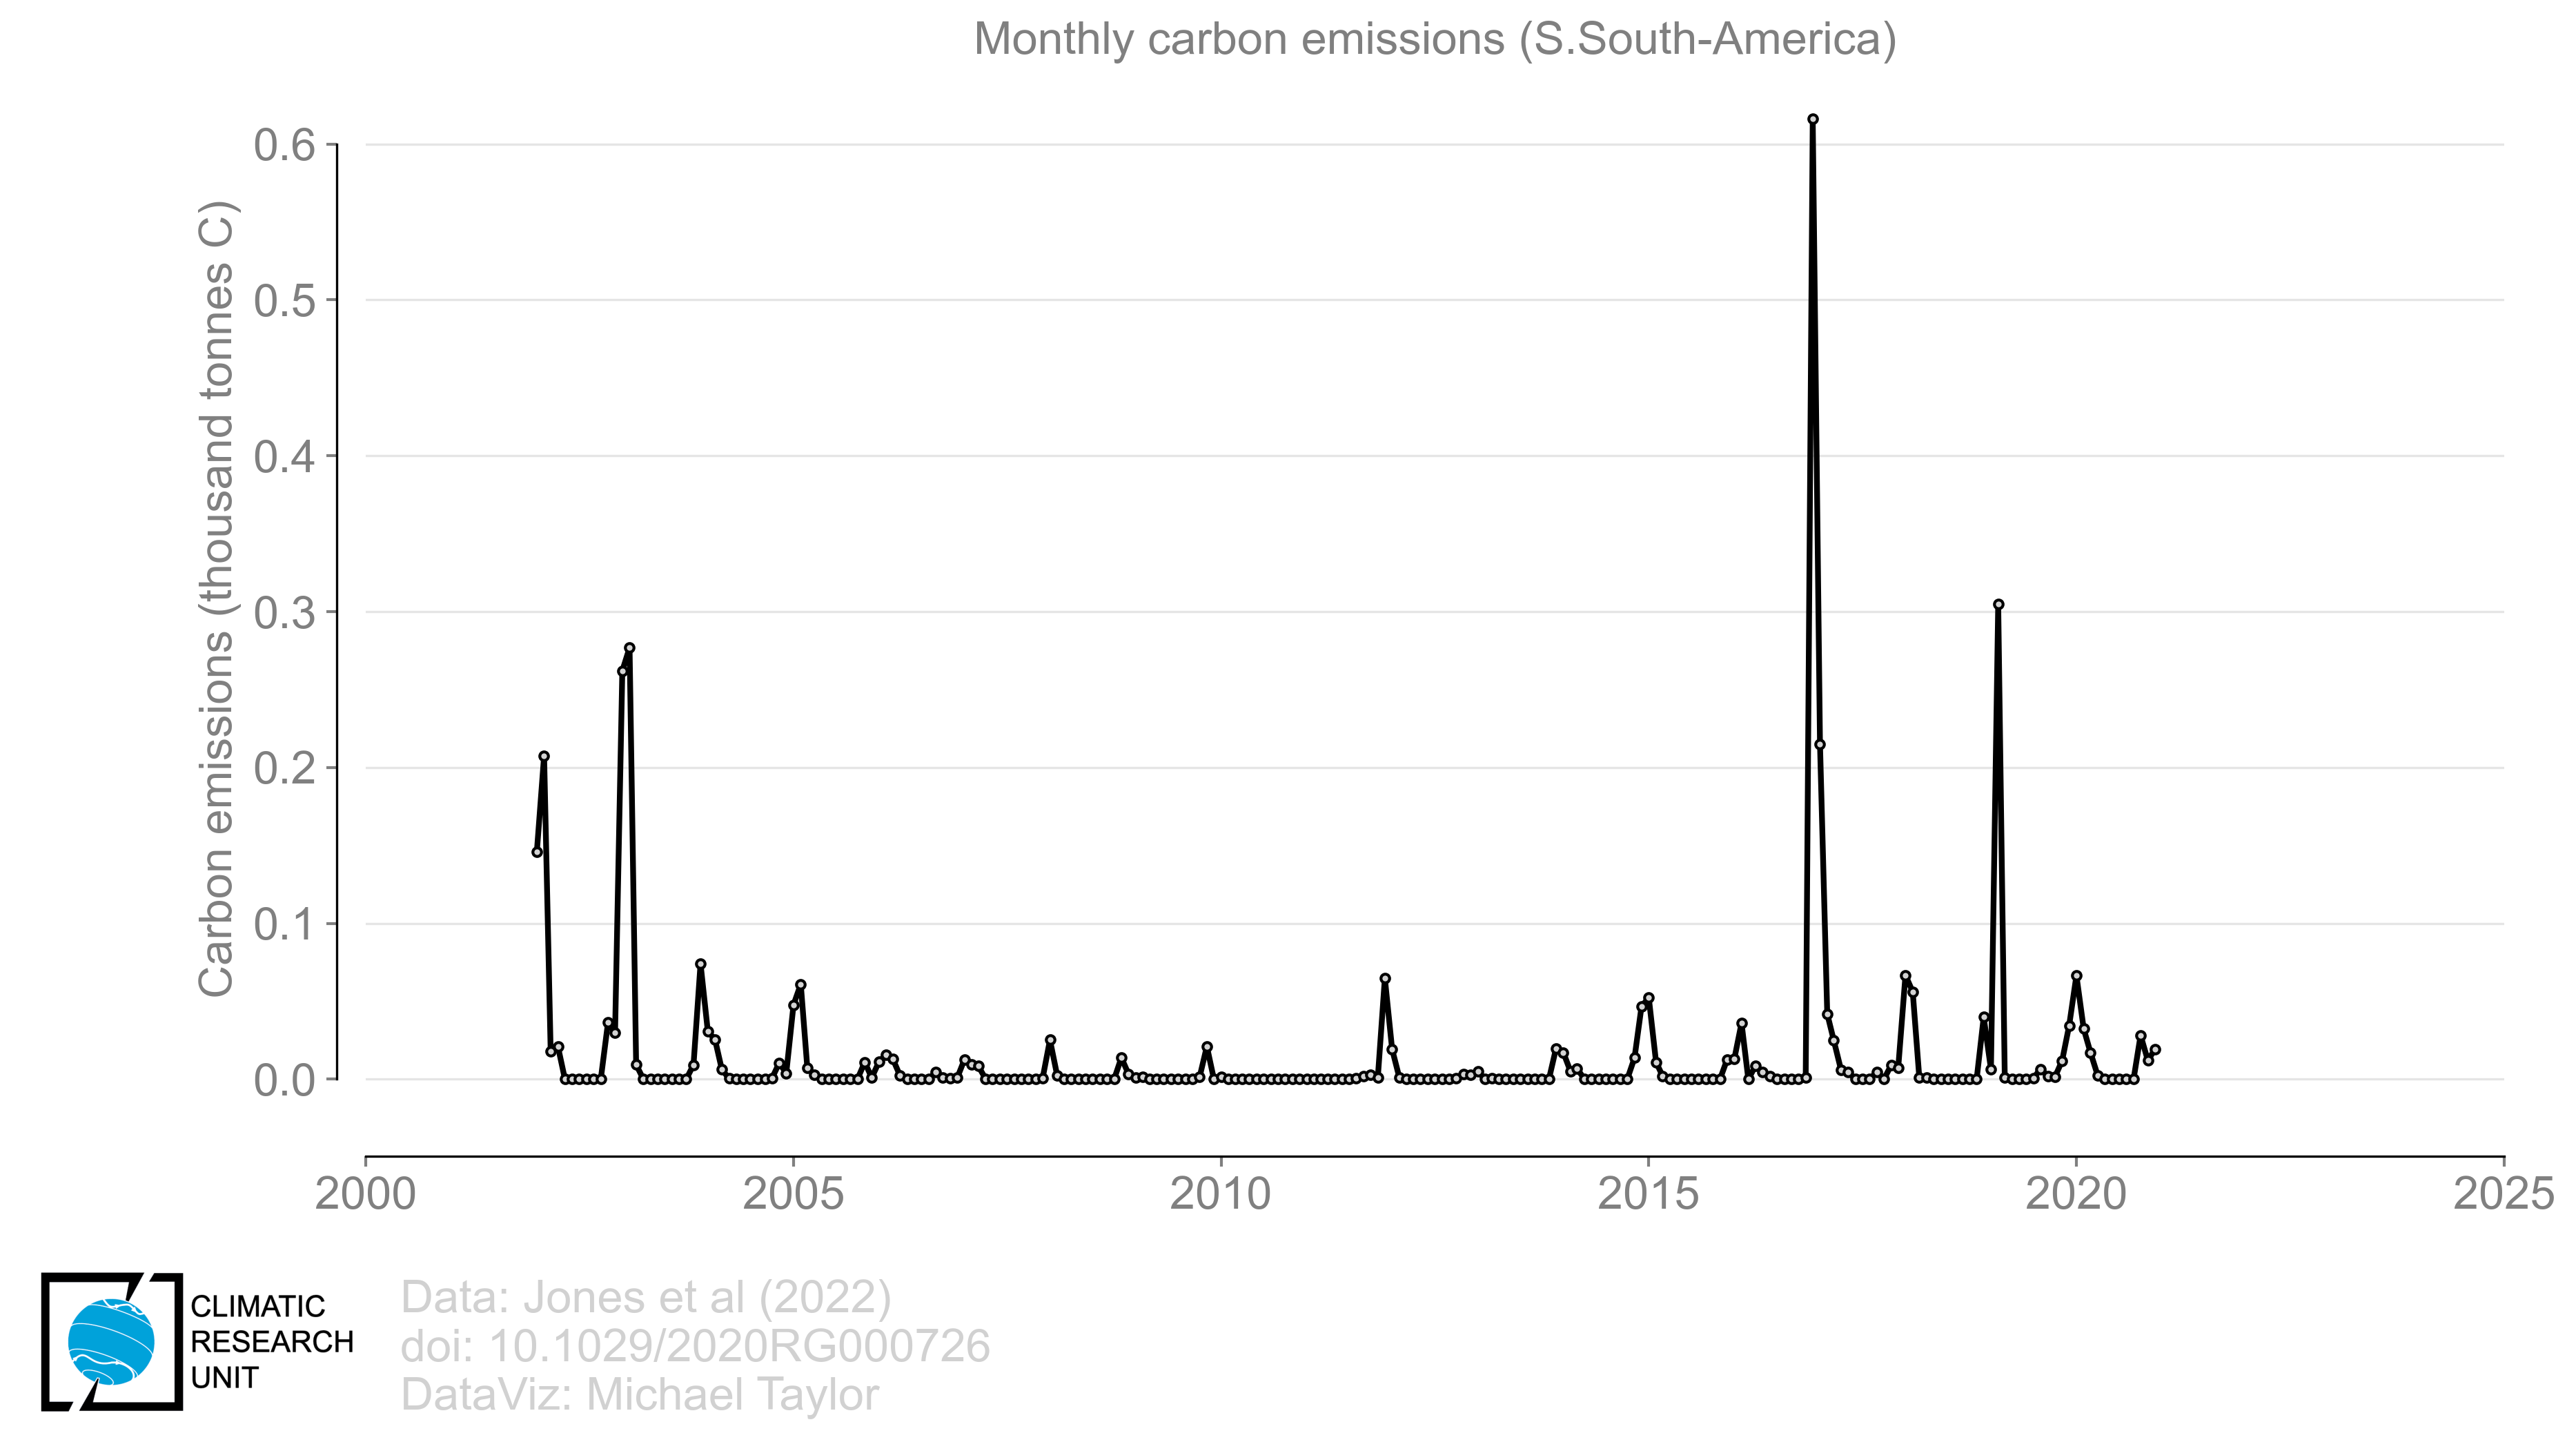 Monthly carbon emissions (S.South-America)
Carbon emissions (thousand tonnes C)
0.6
0.5
0.4
0.3
0.2
0.1
0.0
2000
2005
2010
2015
2020
2025
CLIMATIC
RESEARCH
UNIT
Data: Jones et al (2022)
doi: 10.1029/2020RG000726
DataViz: Michael Taylor